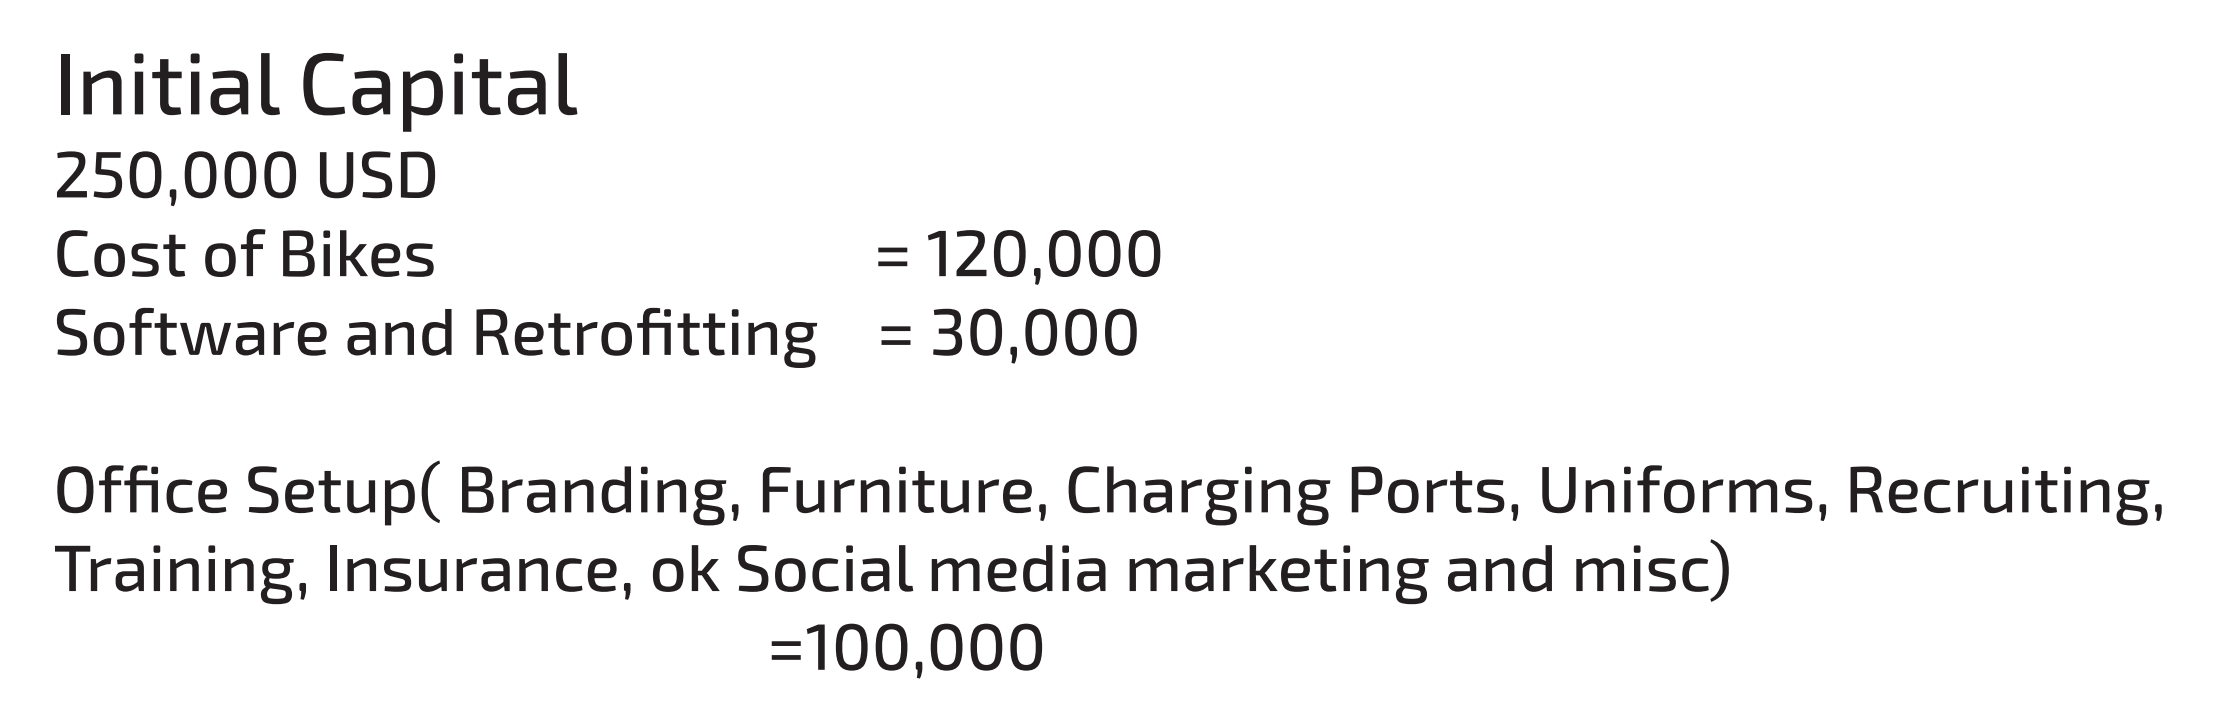 Initial Capital
250,000 USD
Cost of Bikes = 120,000
Software and Retrofitting = 30,000
Office Setup( Branding, Furniture, Charging Ports, Uniforms, Recruiting,
Training, Insurance, ok Social media marketing and misc)
=100,000